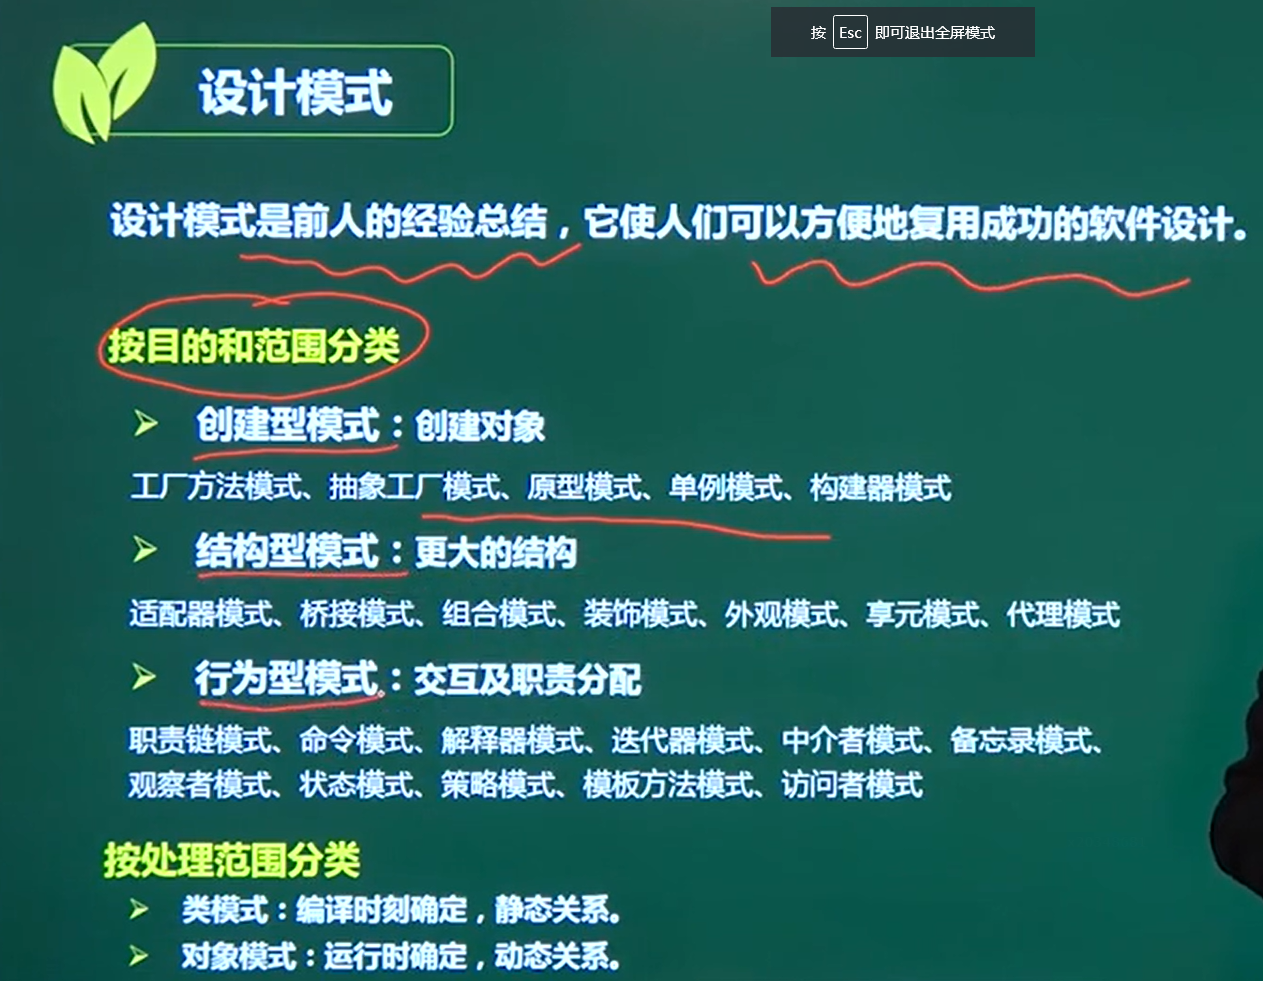 按 Esc 即可退出全屏模式
设计模式
设计模式是前人的经验总结，它使人们可以方便地复用成功的软件设计。
按目的和范围分类
创建型模式：创建对象
工厂方法模式、抽象工厂模式、原型模式、单例模式、构建器模式
结构型模式：更大的结构
适配器模式、桥接模式、组合模式、装饰模式、外观模式、享元模式、代理模式
行为型模式：交互及职责分配
职责链模式、命令模式、解释器模式、迭代器模式、中介者模式、备忘录模式、
观察者模式、状态模式、策略模式、模板方法模式、访问者模式
按处理范围分类
类模式：编译时刻确定，静态关系。
对象模式：运行时确定，动态关系。